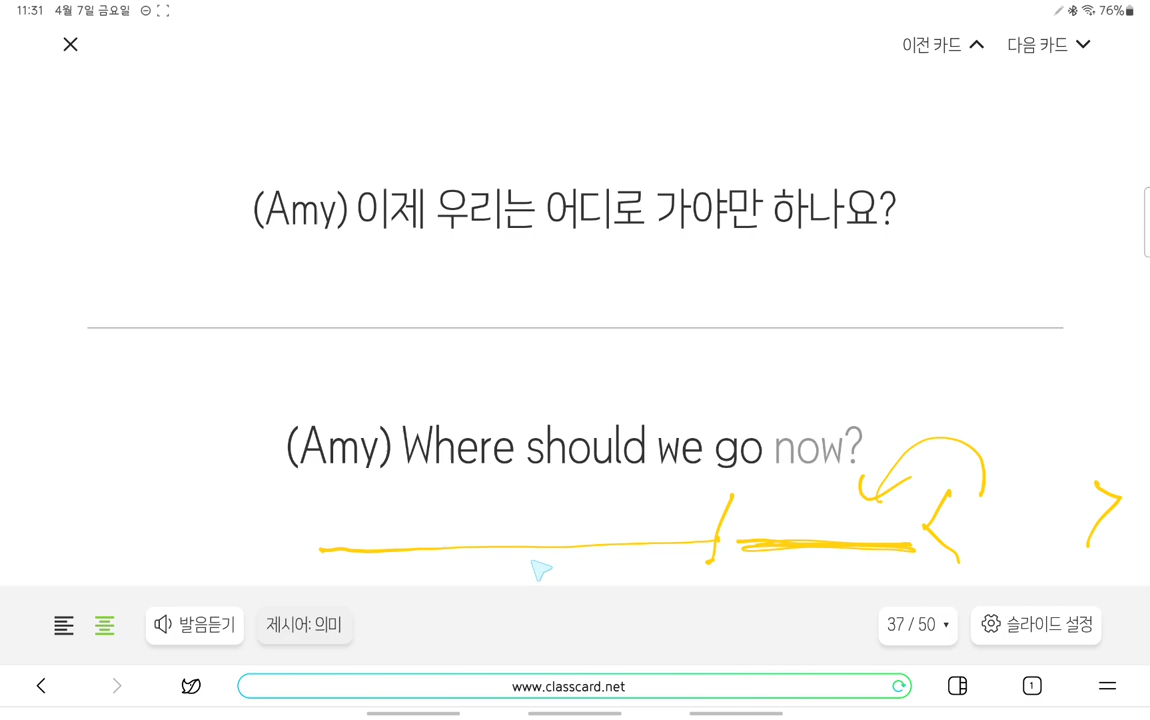 11:31 4월 7일 금요일 76%
이전 카드 다음 카드
(Amy) 이제 우리는 어디로 가야만 하나요?
(Amy) Where should we go now?
발음듣기 제시어: 의미 37 / 50 슬라이드 설정
www.classcard.net 1